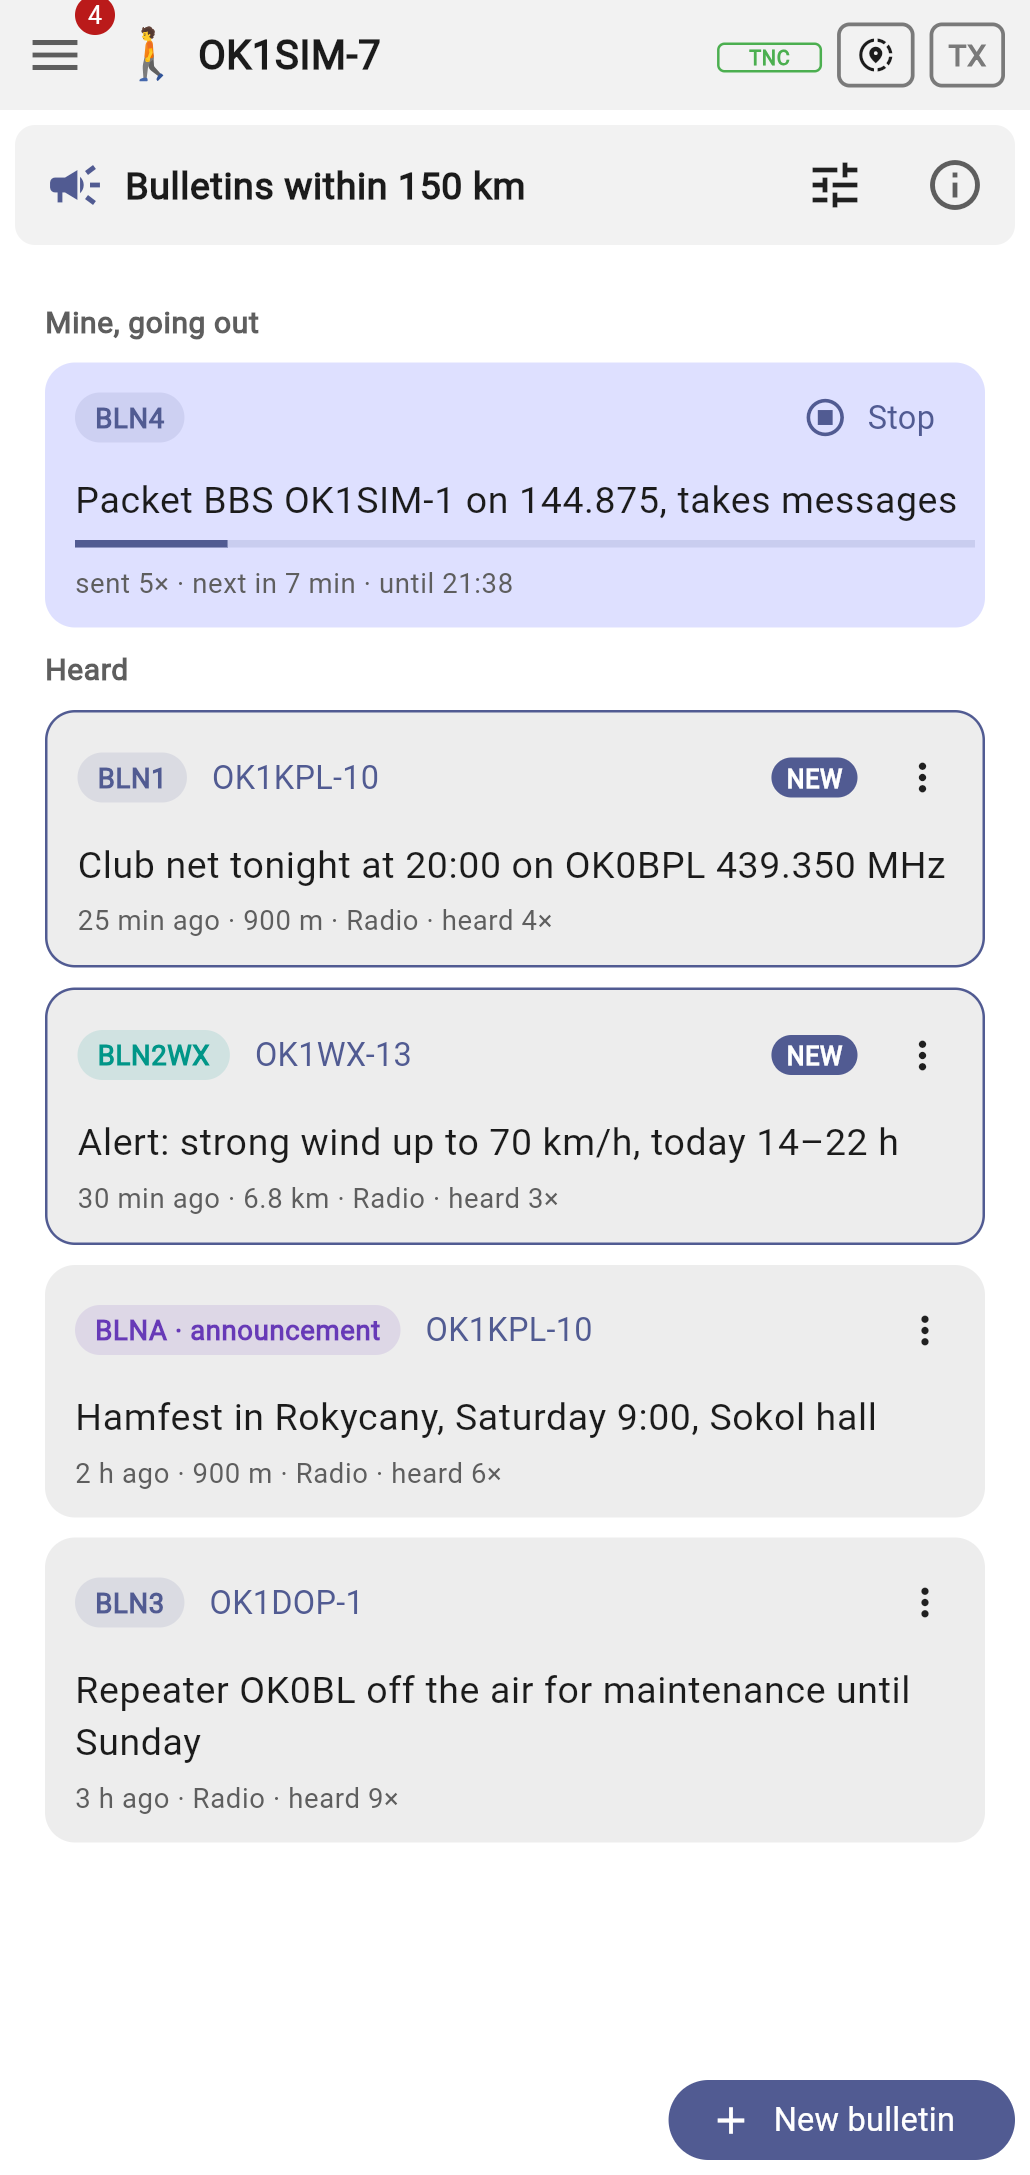 4
OK1SIM-7
TNC
TX
Bulletins within 150 km
Mine, going out
BLN4
Stop
Packet BBS OK1SIM-1 on 144.875, takes messages
sent 5× · next in 7 min · until 21:38
Heard
BLN1 OK1KPL-10 NEW
Club net tonight at 20:00 on OK0BPL 439.350 MHz
25 min ago · 900 m · Radio · heard 4×
BLN2WX OK1WX-13 NEW
Alert: strong wind up to 70 km/h, today 14–22 h
30 min ago · 6.8 km · Radio · heard 3×
BLNA · announcement OK1KPL-10
Hamfest in Rokycany, Saturday 9:00, Sokol hall
2 h ago · 900 m · Radio · heard 6×
BLN3 OK1DOP-1
Repeater OK0BL off the air for maintenance until
Sunday
3 h ago · Radio · heard 9×
New bulletin